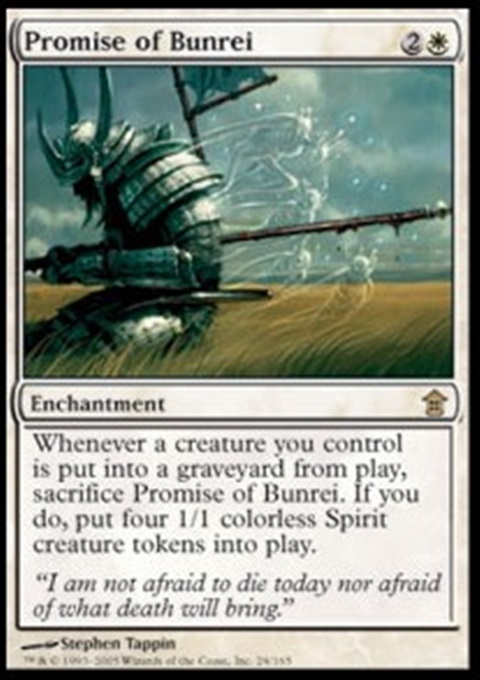 Promise of Bunrei 2
Enchantment
Whenever a creature you control
is put into a graveyard from play,
sacrifice Promise of Bunrei. If you
do, put four 1/1 colorless Spirit
creature tokens into play.
"I am not afraid to die today nor afraid
of what death will bring."
Stephen Tappin
™ & © 1993-2005 Wizards of the Coast, Inc. 28/165